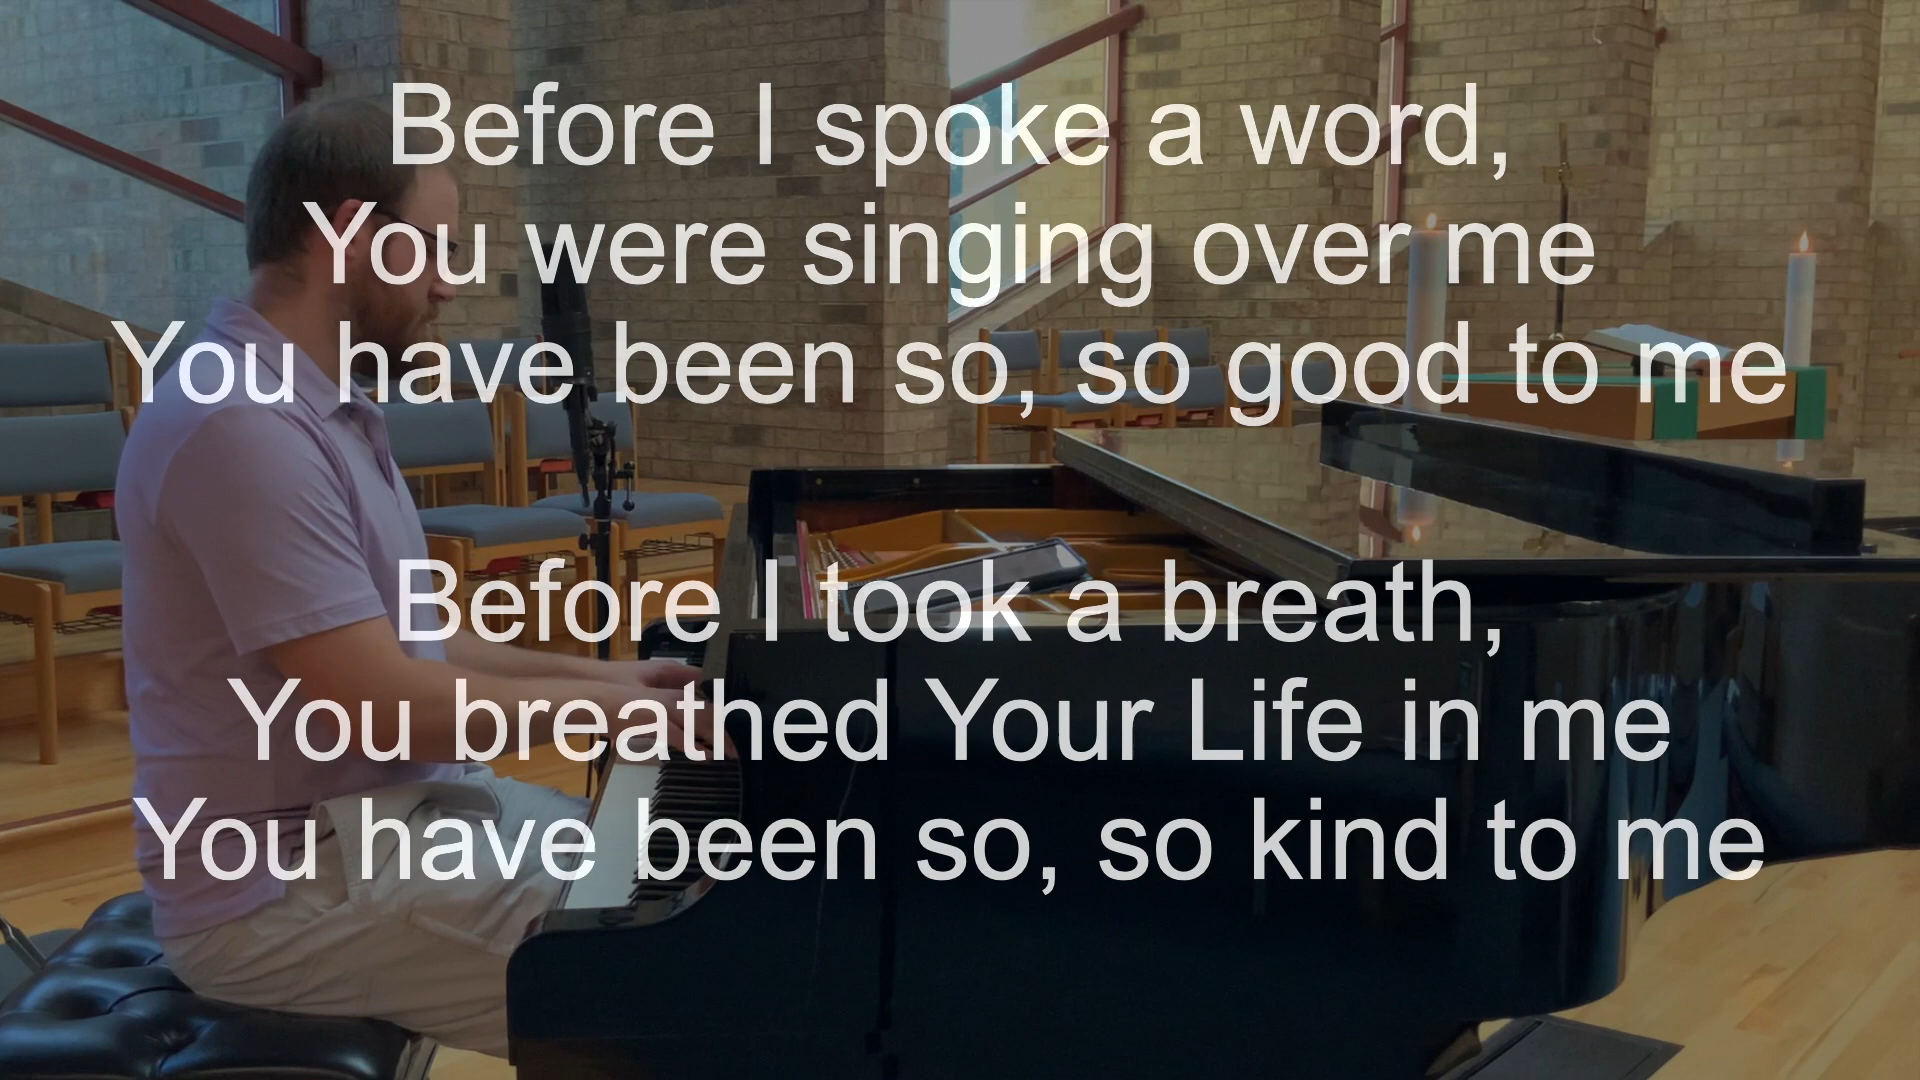 Before I spoke a word,
You were singing over me
You have been so, so good to me
Before I took a breath,
You breathed Your Life in me
You have been so, so kind to me